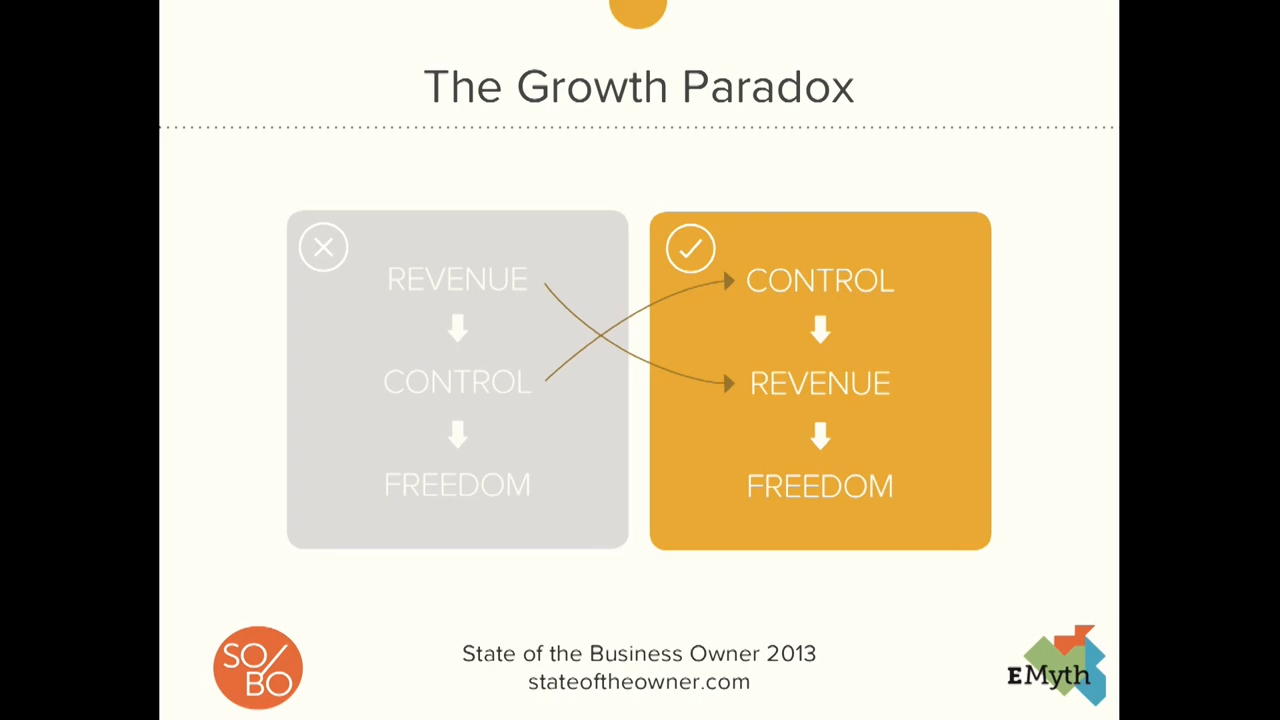 The Growth Paradox
REVENUE
CONTROL
FREEDOM
CONTROL
REVENUE
FREEDOM
SO/
BO
State of the Business Owner 2013
stateoftheowner.com
EMyth